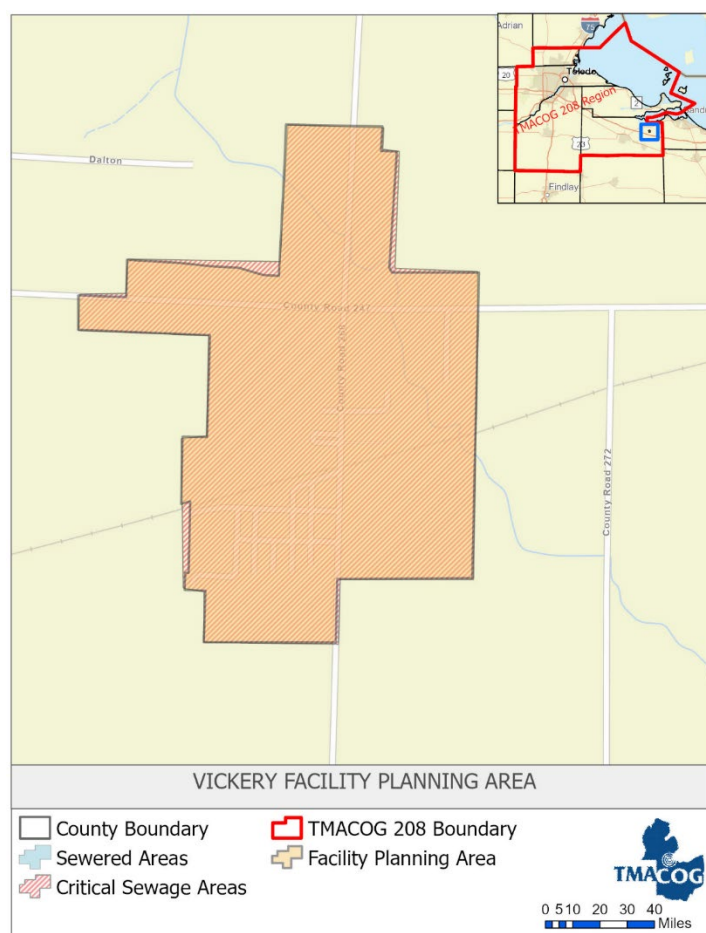 Adrian
75
20
Toledo
2
TMACOG 208 Region
23
Findlay
Dalton
County Road 247
County Road 268
County Road 272
VICKERY FACILITY PLANNING AREA
County Boundary
TMACOG 208 Boundary
Sewered Areas
Facility Planning Area
Critical Sewage Areas
TMACOG
0 5 10 20 30 40
Miles